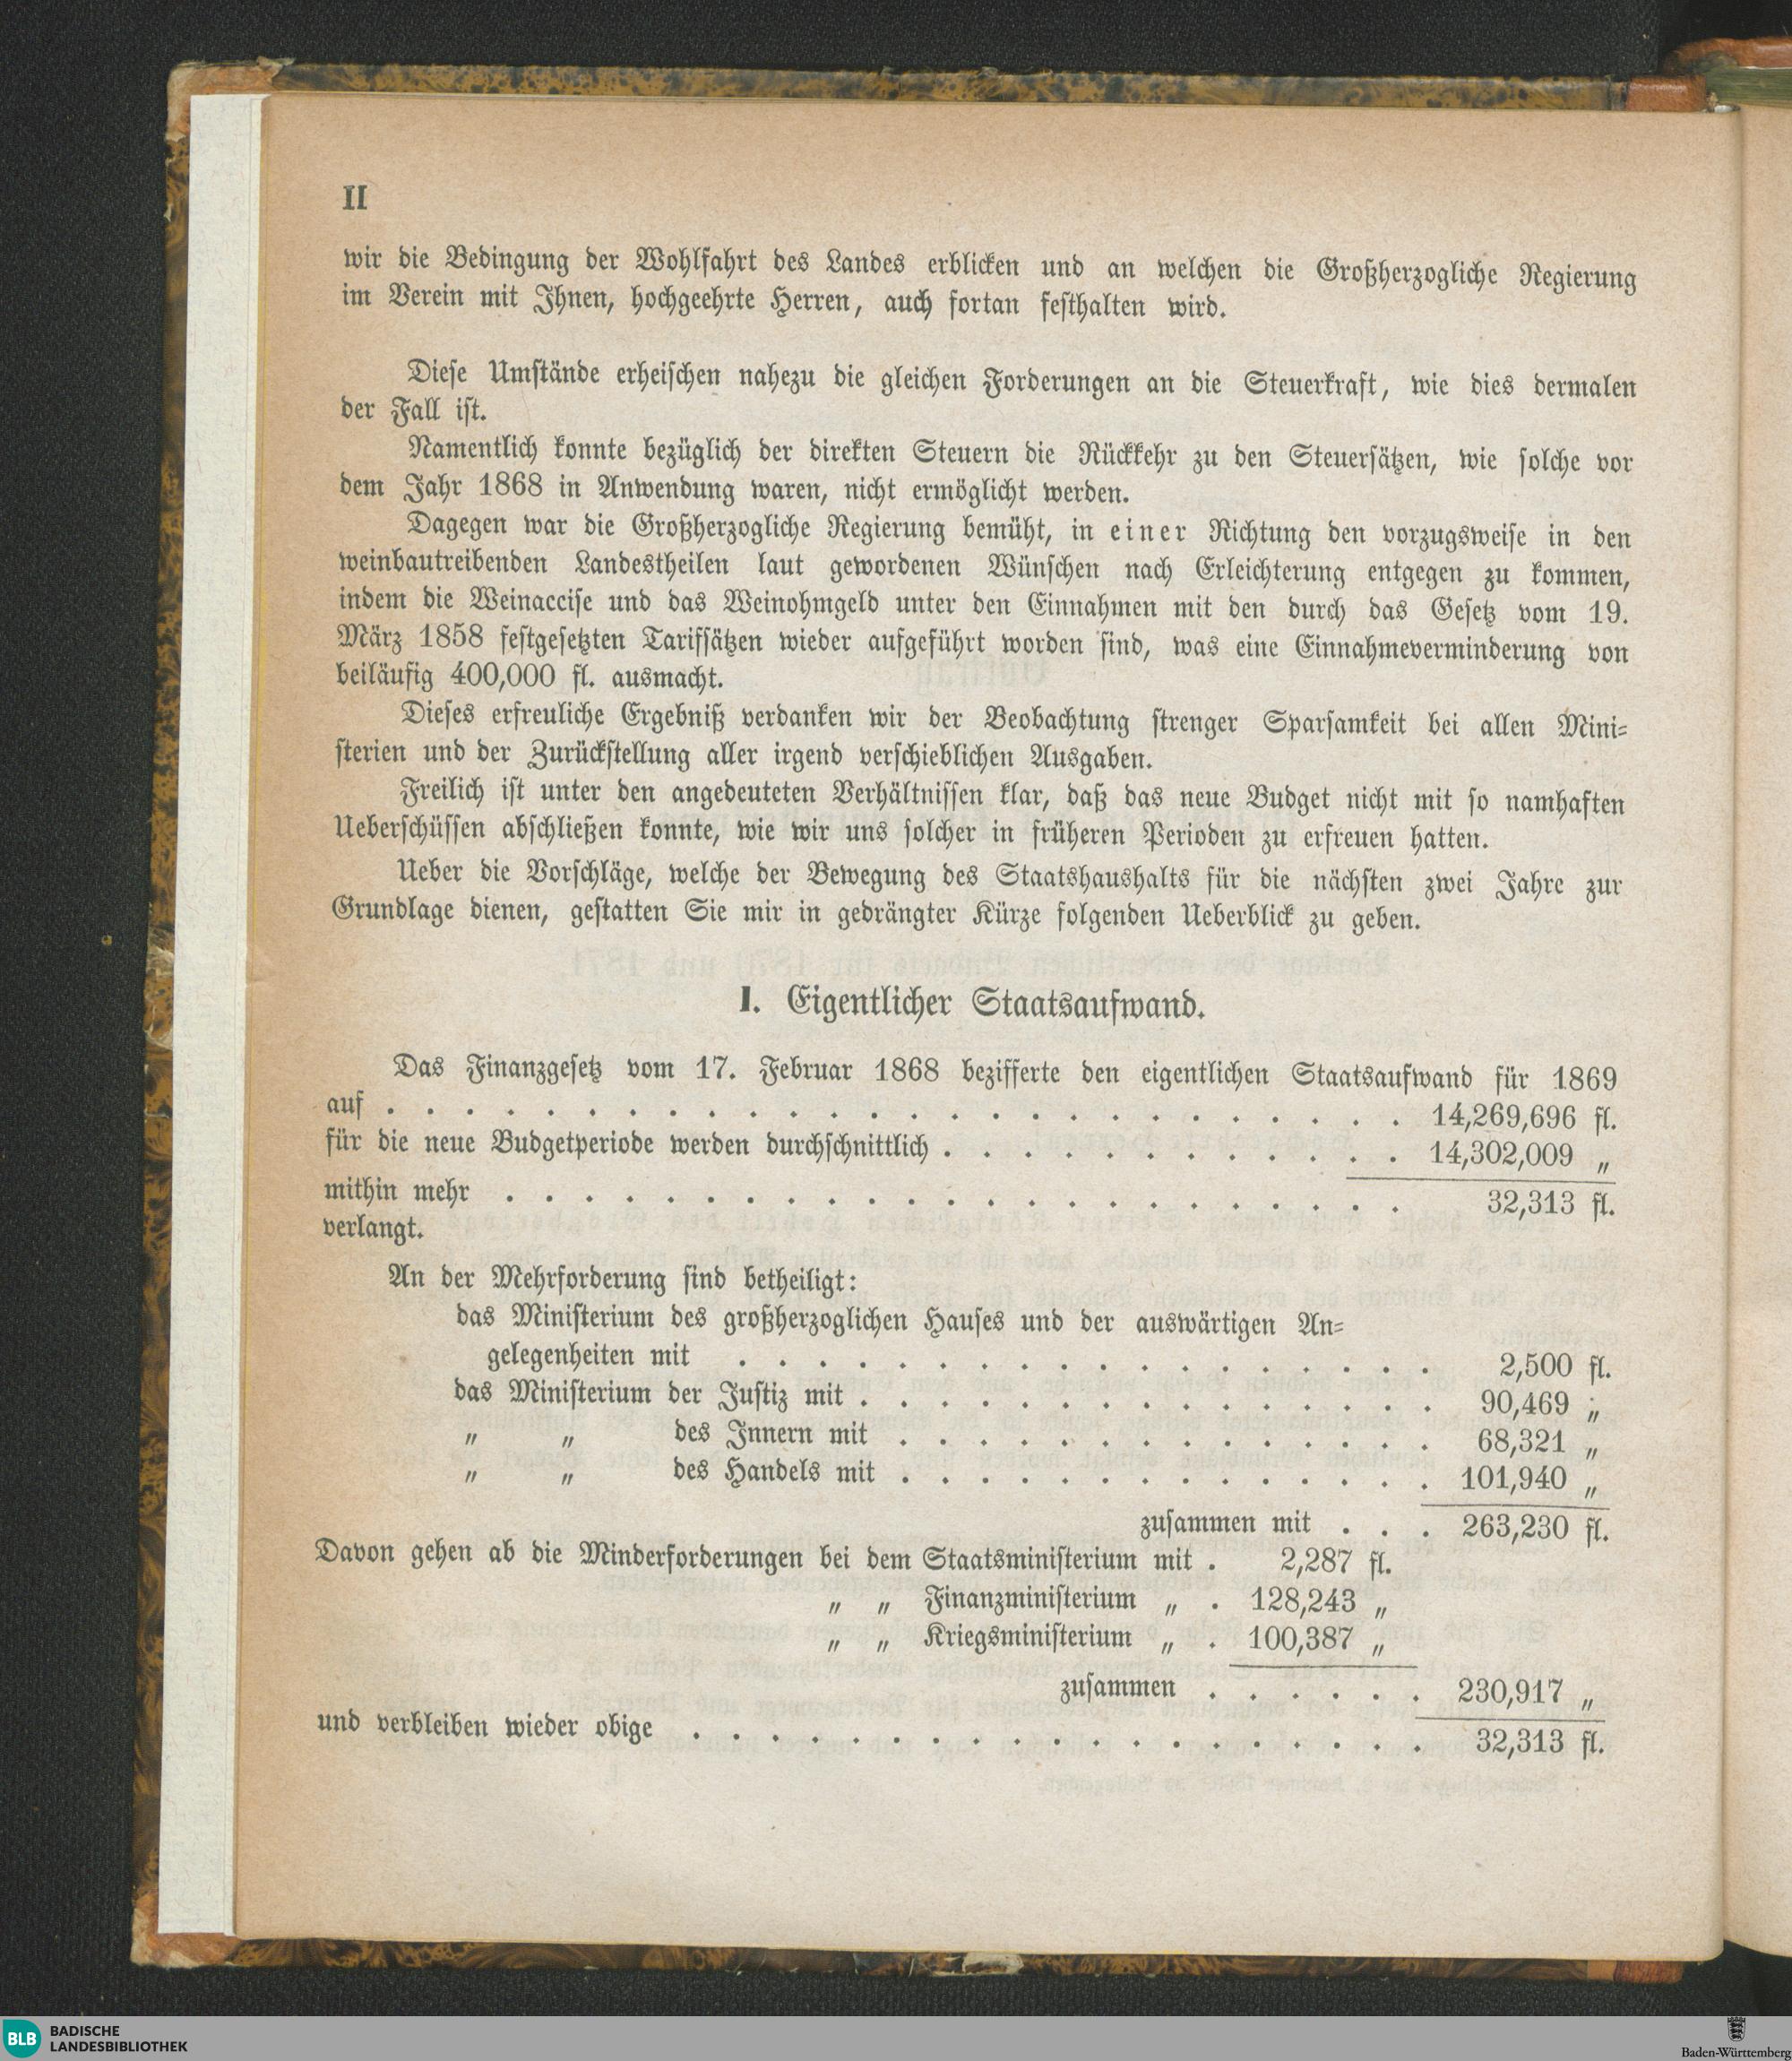 II
wir die Bedingung der Wohlfahrt des Landes erblicken und an welchen die Großherzogliche Regierung
im Verein mit Ihnen, hochgeehrte Herren, auch fortan festhalten wird.
Diese Umstände erheischen nahezu die gleichen Forderungen an die Steuerkraft, wie dies dermalen
der Fall ist.
Namentlich konnte bezüglich der direkten Steuern die Rückkehr zu den Steuersätzen, wie solche vor
dem Jahr 1868 in Anwendung waren, nicht ermöglicht werden.
Dagegen war die Großherzogliche Regierung bemüht, in einer Richtung den vorzugsweise in den
weinbautreibenden Landestheilen laut gewordenen Wünschen nach Erleichterung entgegen zu kommen,
indem die Weinaccise und das Weinohmgeld unter den Einnahmen mit den durch das Gesetz vom 19.
März 1858 festgesetzten Tarifsätzen wieder aufgeführt worden sind, was eine Einnahmeverminderung von
beiläufig 400,000 fl. ausmacht.
Dieses erfreuliche Ergebniß verdanken wir der Beobachtung strenger Sparsamkeit bei allen Mini-
sterien und der Zurückstellung aller irgend verschieblichen Ausgaben.
Freilich ist unter den angedeuteten Verhältnissen klar, daß das neue Budget nicht mit so namhaften
Ueberschüssen abschließen konnte, wie wir uns solcher in früheren Perioden zu erfreuen hatten.
Ueber die Vorschläge, welche der Bewegung des Staatshaushalts für die nächsten zwei Jahre zur
Grundlage dienen, gestatten Sie mir in gedrängter Kürze folgenden Ueberblick zu geben.
I. Eigentlicher Staatsaufwand.
Das Finanzgesetz vom 17. Februar 1868 bezifferte den eigentlichen Staatsaufwand für 1869
auf . . . . . . . . . . . . . . . . . . . . . . . . . . 14,269,696 fl.
für die neue Budgetperiode werden durchschnittlich . . . . . . . . . . . . 14,302,009 „
mithin mehr . . . . . . . . . . . . . . . . . . . . . . . 32,313 fl.
verlangt.
An der Mehrforderung sind betheiligt:
das Ministerium des großherzoglichen Hauses und der auswärtigen An-
gelegenheiten mit . . . . . . . . . . . . . . . . . . 2,500 fl.
das Ministerium der Justiz mit . . . . . . . . . . . . . . . 90,469 „
„ „ des Innern mit . . . . . . . . . . . . . . 68,321 „
„ „ des Handels mit . . . . . . . . . . . . . . 101,940 „
zusammen mit . . . 263,230 fl.
Davon gehen ab die Minderforderungen bei dem Staatsministerium mit . 2,287 fl.
„ „ Finanzministerium „ . 128,243 „
„ „ Kriegsministerium „ . 100,387 „
zusammen . . . . . . 230,917 „
und verbleiben wieder obige . . . . . . . . . . . . . . . . . . . 32,313 fl.
BLB BADISCHE
LANDESBIBLIOTHEK
Baden-Württemberg